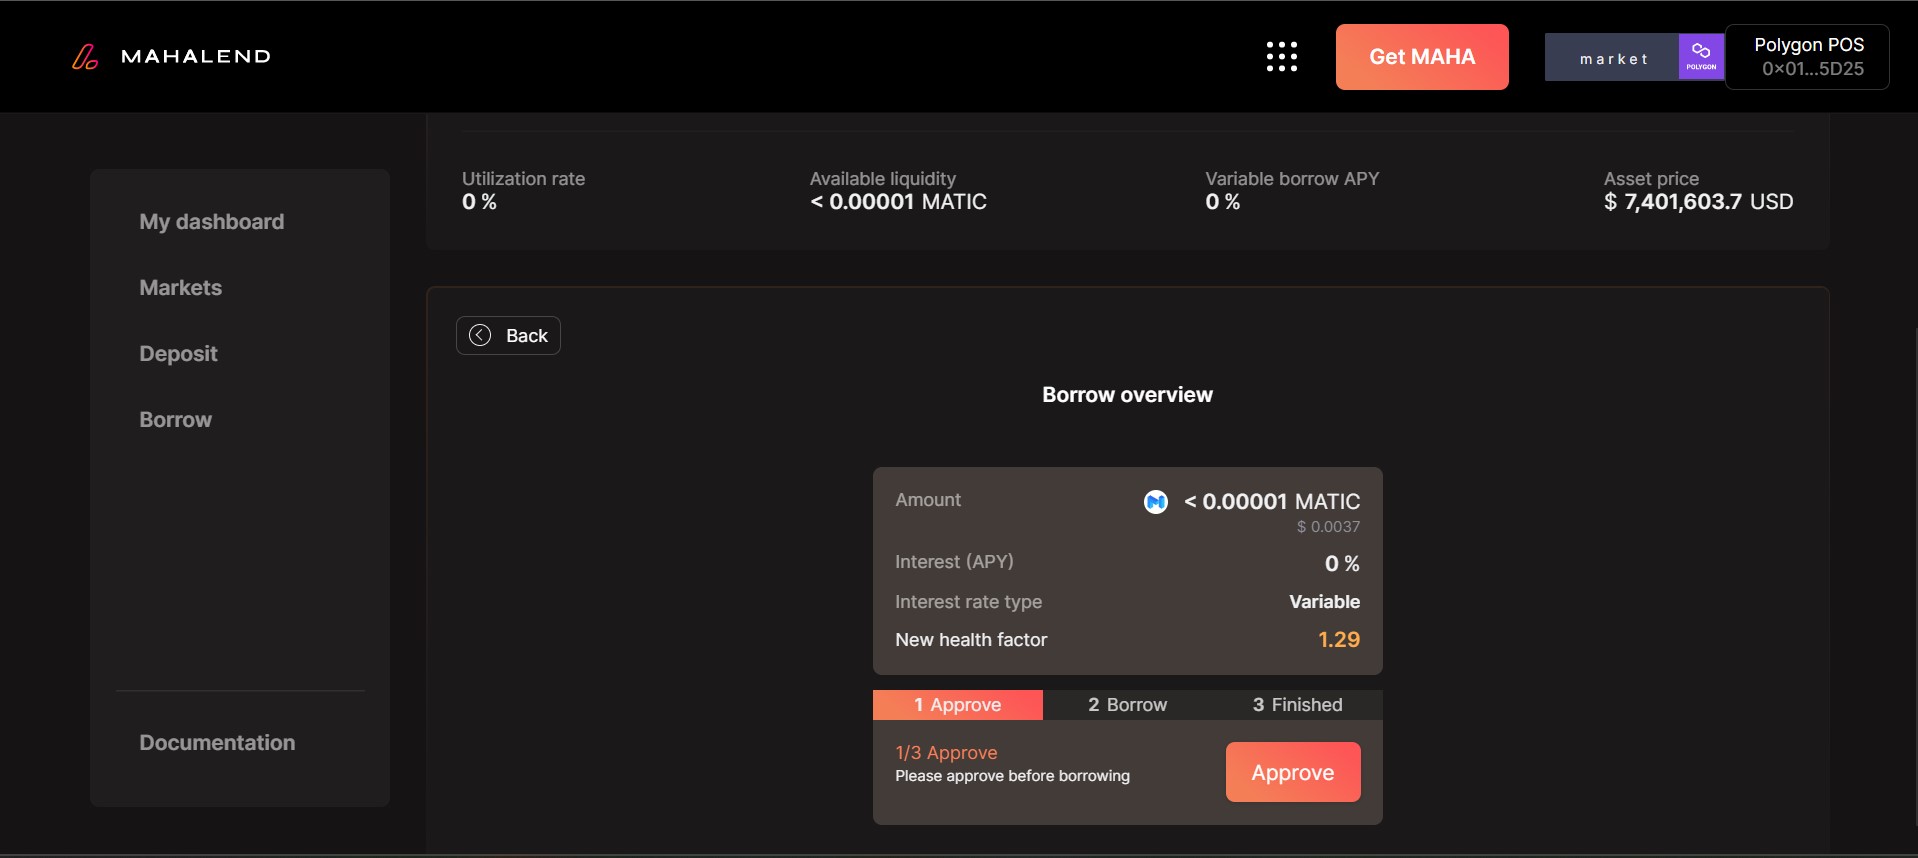 MAHALEND
Get MAHA
market
POLYGON
Polygon POS
0x01...5D25
My dashboard
Markets
Deposit
Borrow
Documentation
Utilization rate
0 %
Available liquidity
< 0.00001 MATIC
Variable borrow APY
0 %
Asset price
$ 7,401,603.7 USD
Back
Borrow overview
Amount
< 0.00001 MATIC
$ 0.0037
Interest (APY)
0 %
Interest rate type
Variable
New health factor
1.29
1 Approve
2 Borrow
3 Finished
1/3 Approve
Please approve before borrowing
Approve